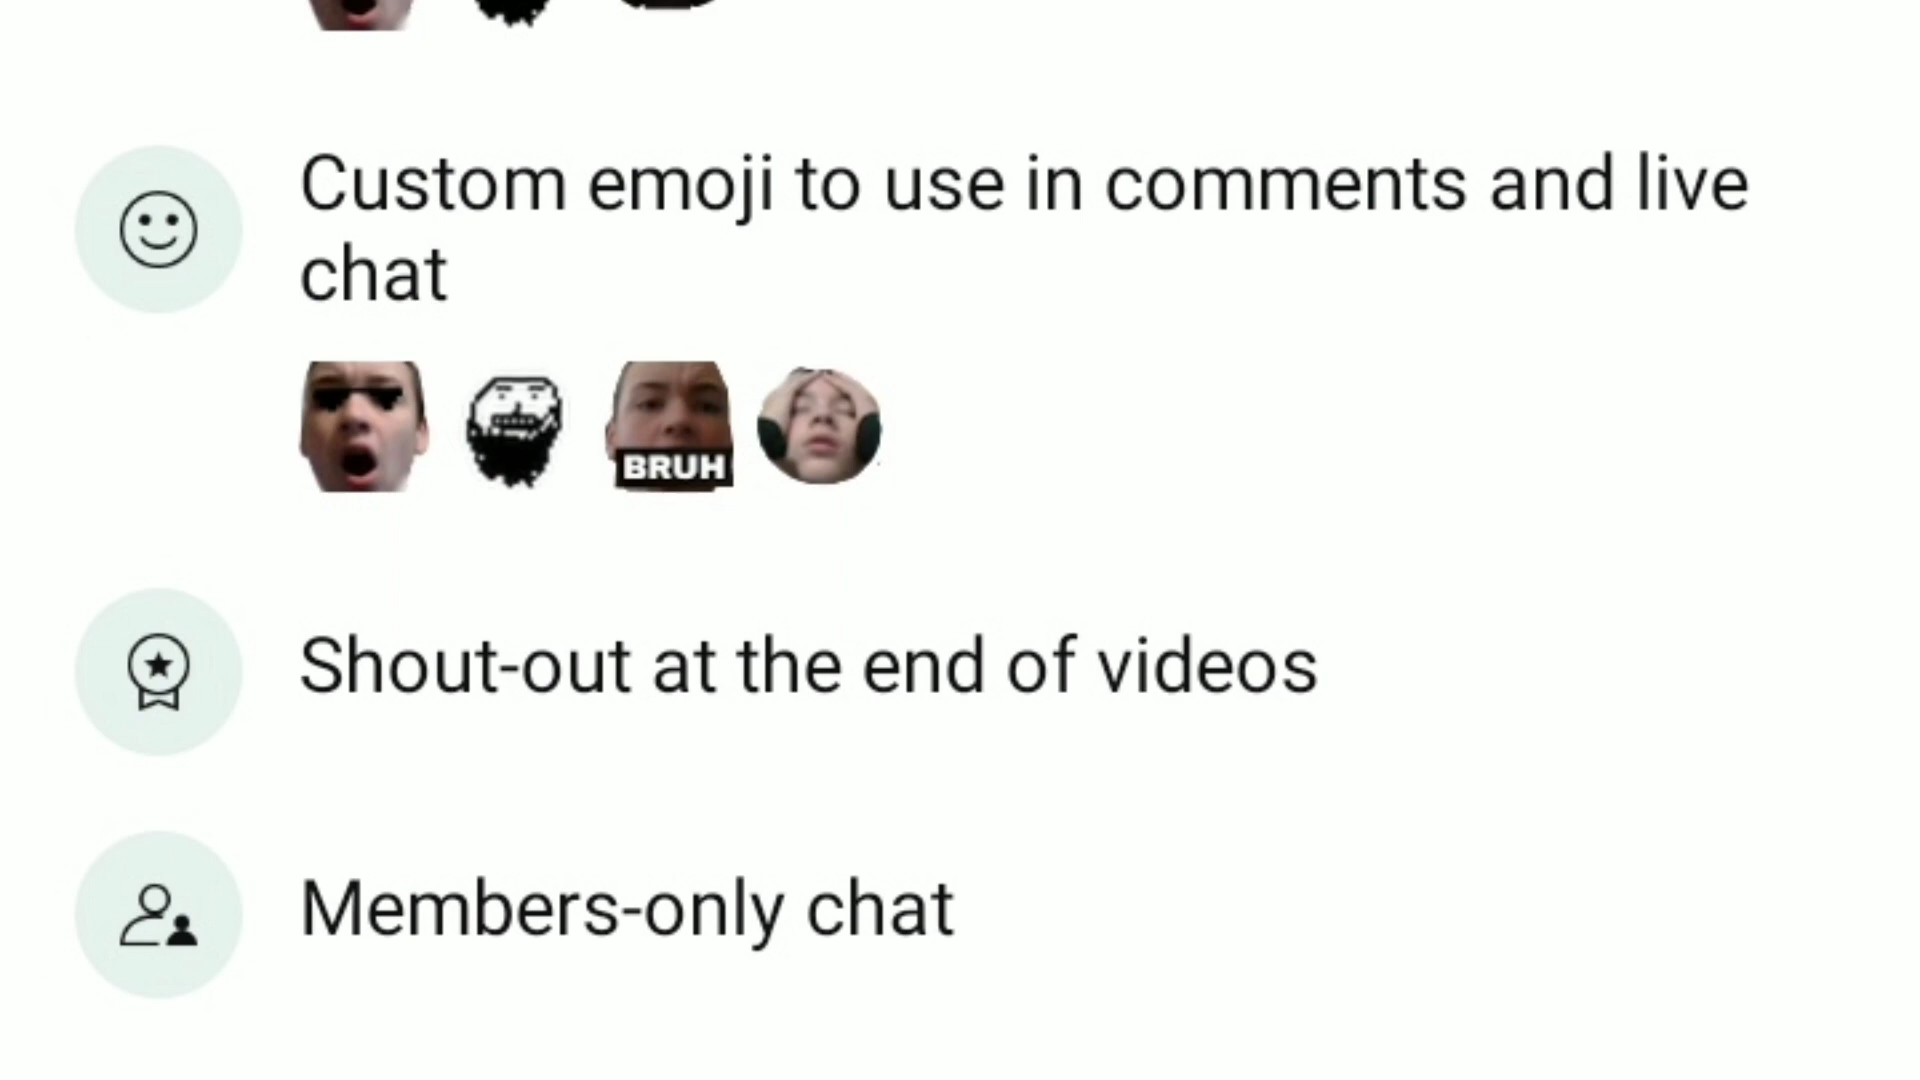 Custom emoji to use in comments and live
chat
BRUH
Shout-out at the end of videos
Members-only chat